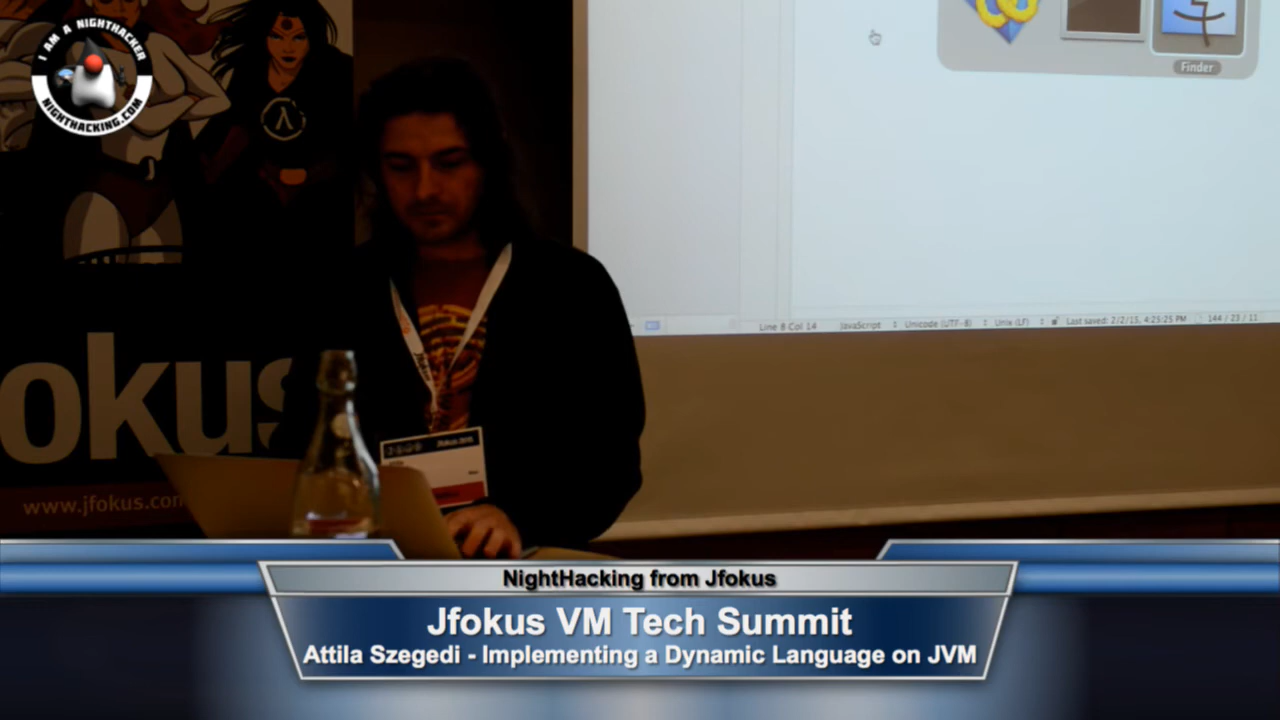 I AM A NIGHTHACKER
NIGHTHACKING.COM
λ
Finder
Line 8 Col 14
JavaScript
Unicode (UTF-8)
Unix (LF)
Last saved: 2/2/15, 4:25:25 PM
144 / 23 / 11
okus
www.jfokus.com
Jfokus 2015
NightHacking from Jfokus
Jfokus VM Tech Summit
Attila Szegedi - Implementing a Dynamic Language on JVM